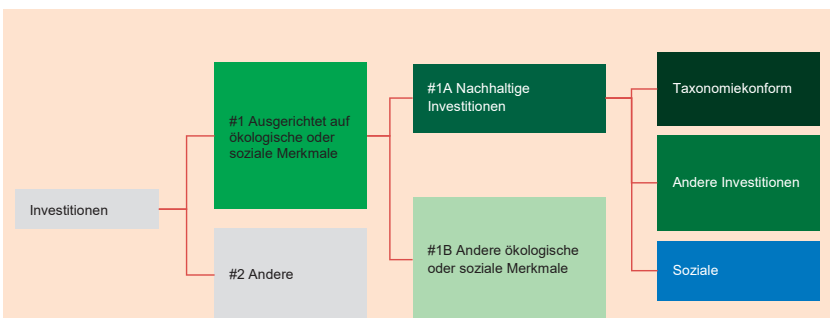 Investitionen
#1 Ausgerichtet auf
ökologische oder
soziale Merkmale
#2 Andere
#1A Nachhaltige
Investitionen
#1B Andere ökologische
oder soziale Merkmale
Taxonomiekonform
Andere Investitionen
Soziale